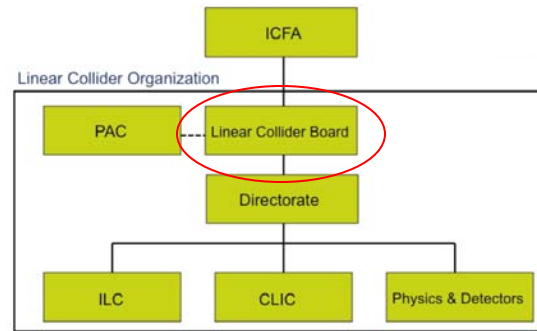 ICFA
Linear Collider Organization
PAC
Linear Collider Board
Directorate
ILC
CLIC
Physics & Detectors